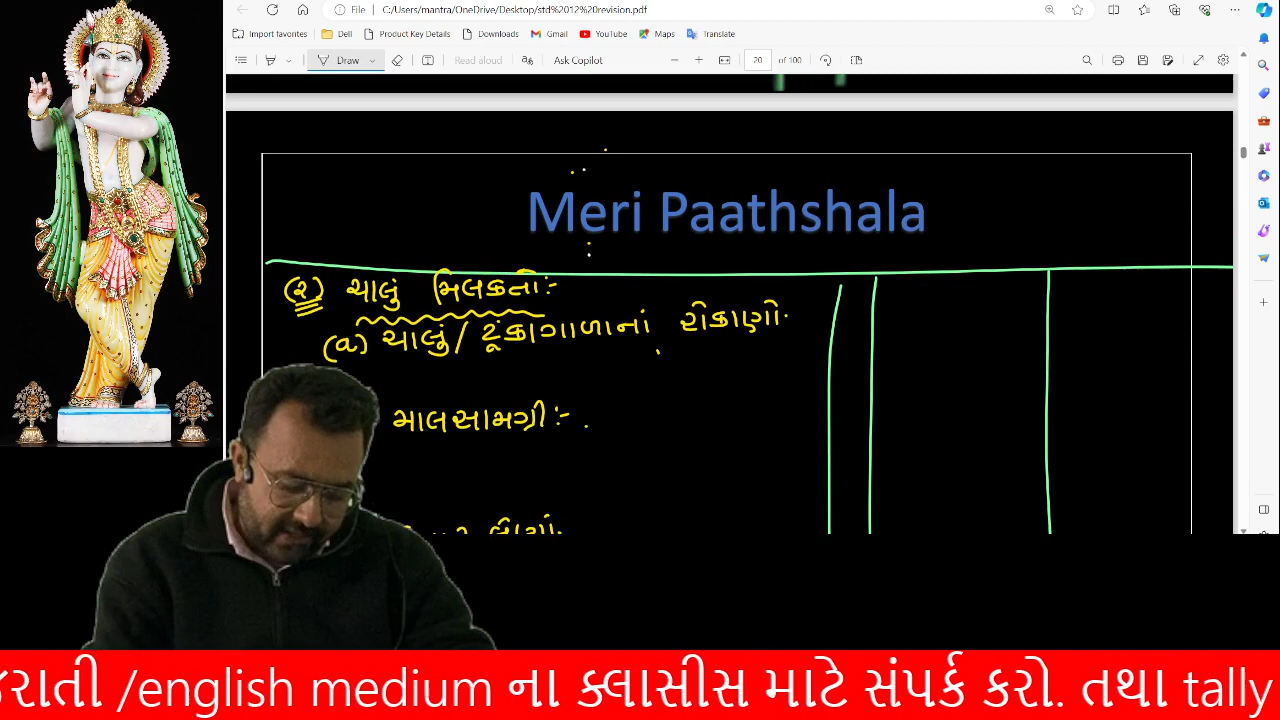 File C:/Users/mantra/OneDrive/Desktop/std%2012%20revision.pdf
Import favorites Dell Product Key Details Downloads Gmail YouTube Maps Translate
Draw Read aloud Ask Copilot 20 of 100
Meri Paathshala
(૨) ચાલું મિલકતો:-
(a) ચાલું/ ટૂંકાગાળાનાં રોકાણો.
માલસામગ્રી:-
કરાતી /english medium ના ક્લાસીસ માટે સંપર્ક કરો. તથા tally